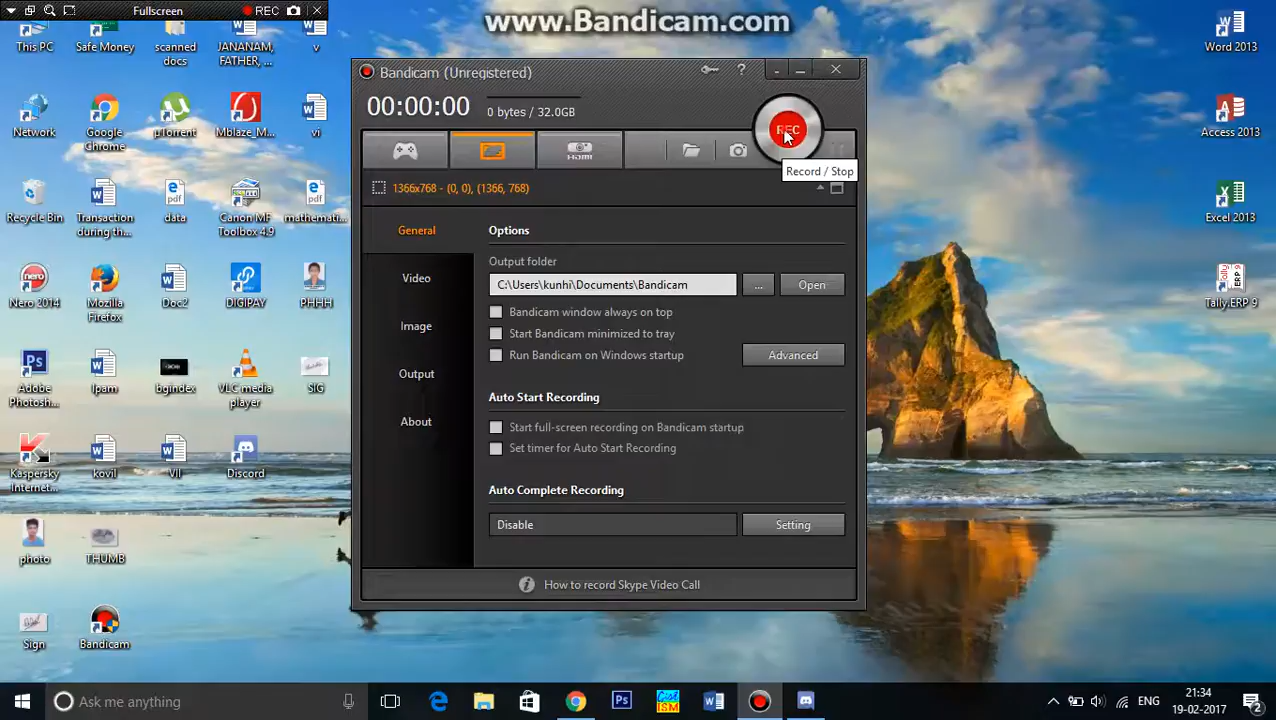 Fullscreen
REC
www.Bandicam.com
This PC
Safe Money
scanned
docs
JANANAM,
FATHER, ...
v
Word 2013
Bandicam (Unregistered)
?
00:00:00
0 bytes / 32.0GB
REC
HDMI
Record / Stop
1366x768 - (0, 0), (1366, 768)
Network
Google
Chrome
µTorrent
Mblaze_M...
vi
Access 2013
Recycle Bin
Transaction
during th...
data
Canon MF
Toolbox 4.9
mathemati...
Excel 2013
General
Video
Image
Output
About
Options
Output folder
C:\Users\kunhi\Documents\Bandicam
...
Open
Bandicam window always on top
Start Bandicam minimized to tray
Run Bandicam on Windows startup
Advanced
Auto Start Recording
Start full-screen recording on Bandicam startup
Set timer for Auto Start Recording
Auto Complete Recording
Disable
Setting
How to record Skype Video Call
Nero 2014
Mozilla
Firefox
Doc2
DIGIPAY
PHHH
Tally.ERP 9
Adobe
Photosh...
Ipam
bgindex
VLC media
player
SIG
Kaspersky
Internet...
kovil
Vil
Discord
photo
THUMB
Sign
Bandicam
Ask me anything
ENG
21:34
19-02-2017
2